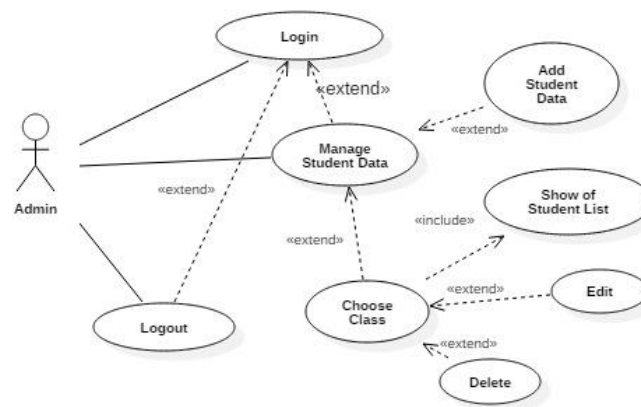 Login
«extend»
Add
Student
Data
«extend»
Admin
Manage
Student Data
«extend»
Show of
Student List
«include»
«extend»
«extend»
Edit
Choose
Class
Logout
«extend»
Delete